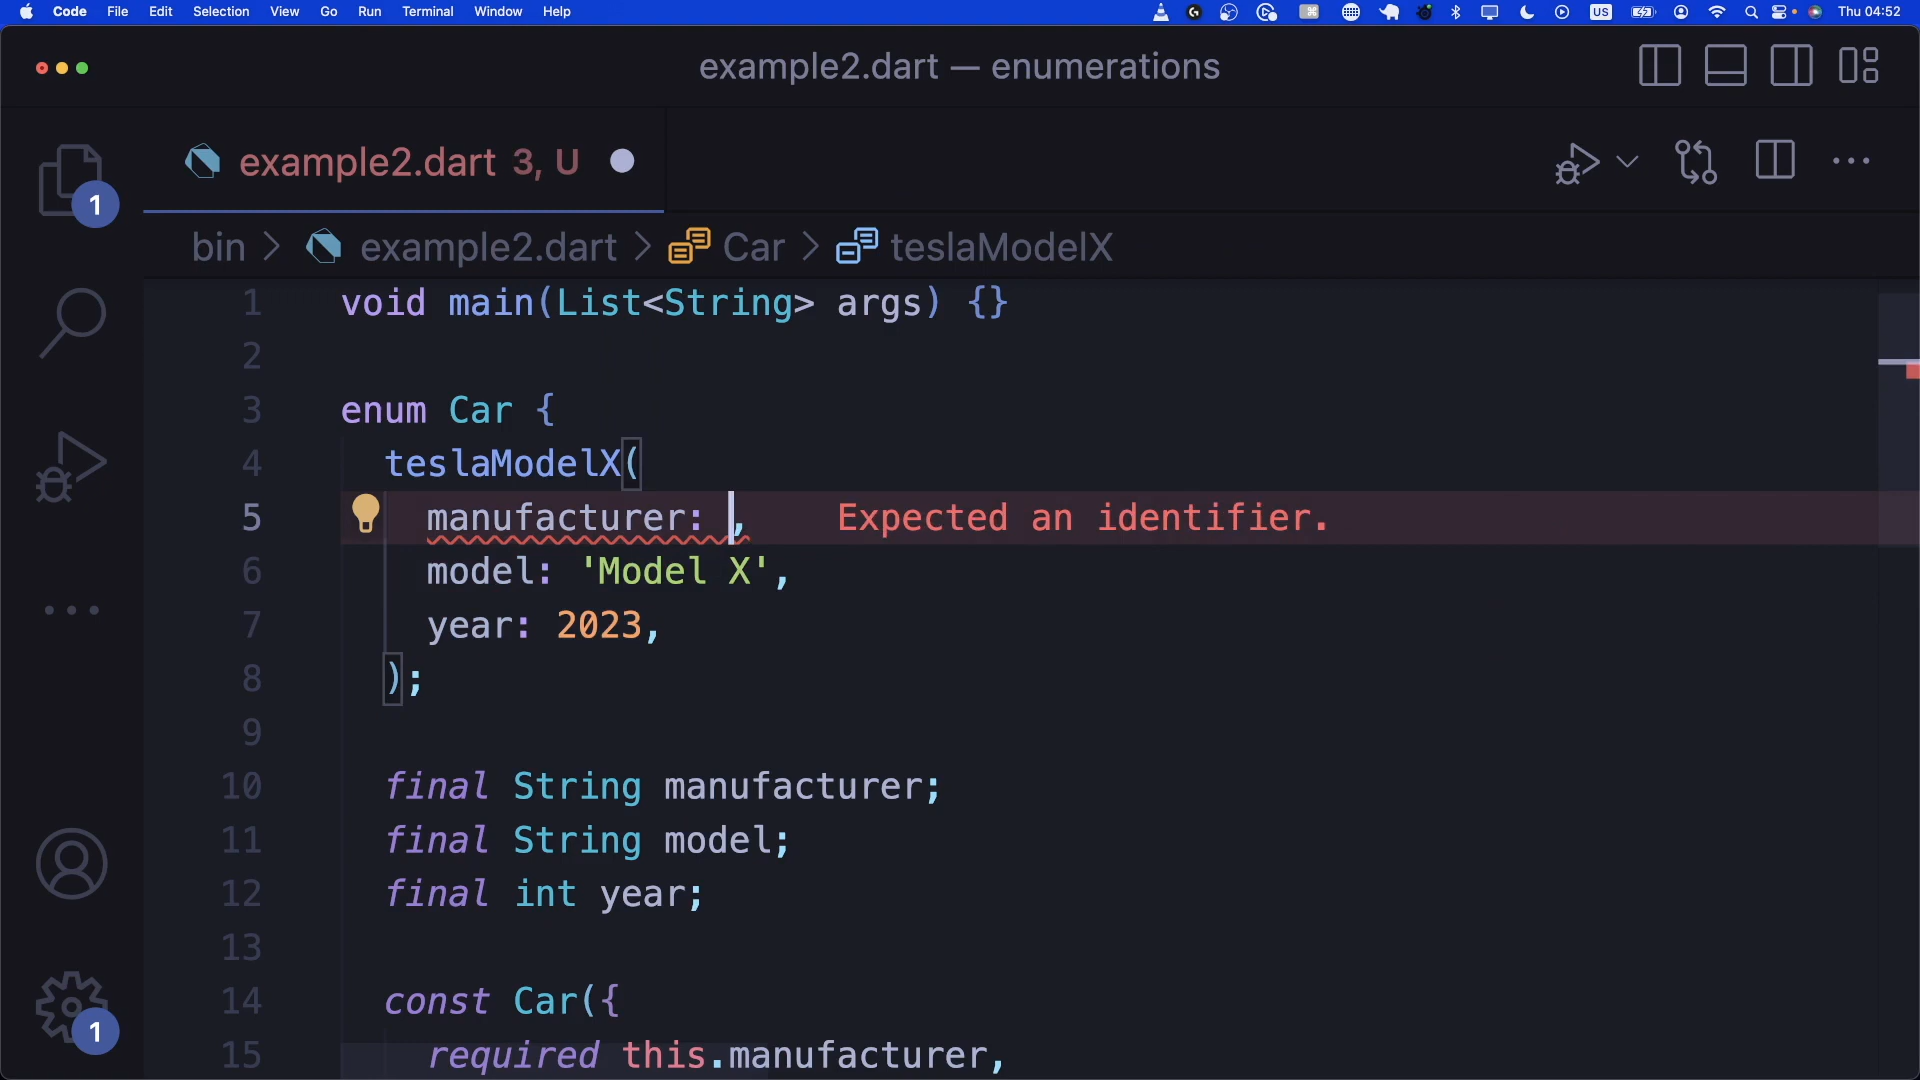 Code File Edit Selection View Go Run Terminal Window Help US Thu 04:52
example2.dart — enumerations
example2.dart 3, U
bin > example2.dart > Car > teslaModelX
1 void main(List<String> args) {}
2
3 enum Car {
4 teslaModelX(
5 manufacturer: , Expected an identifier.
6 model: 'Model X',
7 year: 2023,
8 );
9
10 final String manufacturer;
11 final String model;
12 final int year;
13
14 const Car({
15 required this.manufacturer,
1
1